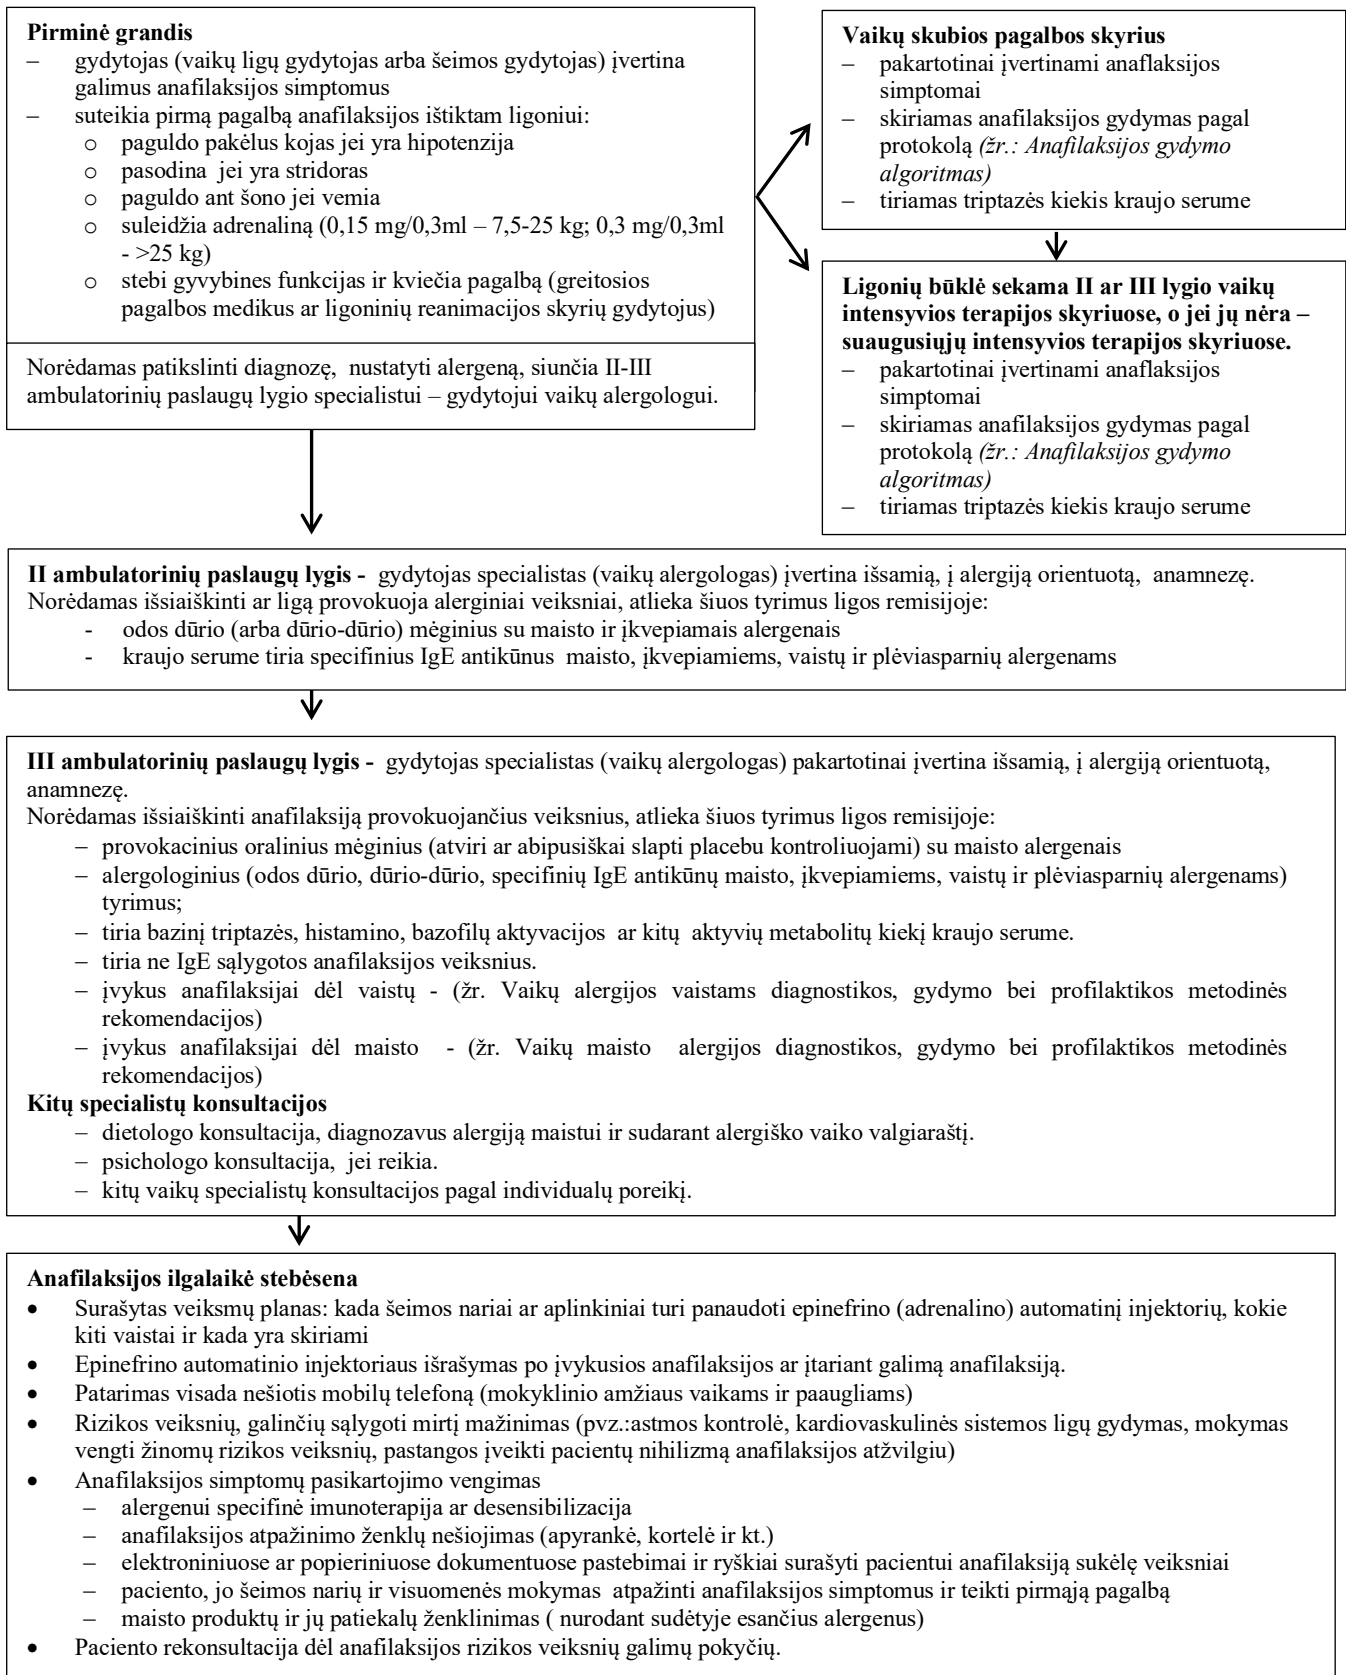 Pirminė grandis
– gydytojas (vaikų ligų gydytojas arba šeimos gydytojas) įvertina
galimus anafilaksijos simptomus
– suteikia pirmą pagalbą anafilaksijos ištiktam ligoniui:
o paguldo pakėlus kojas jei yra hipotenzija
o pasodina jei yra stridoras
o paguldo ant šono jei vemia
o suleidžia adrenaliną (0,15 mg/0,3ml – 7,5-25 kg; 0,3 mg/0,3ml
- >25 kg)
o stebi gyvybines funkcijas ir kviečia pagalbą (greitosios
pagalbos medikus ar ligoninių reanimacijos skyrių gydytojus)
Norėdamas patikslinti diagnozę, nustatyti alergeną, siunčia II-III
ambulatorinių paslaugų lygio specialistui – gydytojui vaikų alergologui.
Vaikų skubios pagalbos skyrius
– pakartotinai įvertinami anaflaksijos
simptomai
– skiriamas anafilaksijos gydymas pagal
protokolą (žr.: Anafilaksijos gydymo
algoritmas)
– tiriamas triptazės kiekis kraujo serume
Ligonių būklė sekama II ar III lygio vaikų
intensyvios terapijos skyriuose, o jei jų nėra –
suaugusiųjų intensyvios terapijos skyriuose.
– pakartotinai įvertinami anaflaksijos
simptomai
– skiriamas anafilaksijos gydymas pagal
protokolą (žr.: Anafilaksijos gydymo
algoritmas)
– tiriamas triptazės kiekis kraujo serume
II ambulatorinių paslaugų lygis - gydytojas specialistas (vaikų alergologas) įvertina išsamią, į alergiją orientuotą, anamnezę.
Norėdamas išsiaiškinti ar ligą provokuoja alerginiai veiksniai, atlieka šiuos tyrimus ligos remisijoje:
- odos dūrio (arba dūrio-dūrio) mėginius su maisto ir įkvepiamais alergenais
- kraujo serume tiria specifinius IgE antikūnus maisto, įkvepiamiems, vaistų ir plėviasparnių alergenams
III ambulatorinių paslaugų lygis - gydytojas specialistas (vaikų alergologas) pakartotinai įvertina išsamią, į alergiją orientuotą,
anamnezę.
Norėdamas išsiaiškinti anafilaksiją provokuojančius veiksnius, atlieka šiuos tyrimus ligos remisijoje:
– provokacinius oralinius mėginius (atviri ar abipusiškai slapti placebu kontroliuojami) su maisto alergenais
– alergologinius (odos dūrio, dūrio-dūrio, specifinių IgE antikūnų maisto, įkvepiamiems, vaistų ir plėviasparnių alergenams)
tyrimus;
– tiria bazinį triptazės, histamino, bazofilų aktyvacijos ar kitų aktyvių metabolitų kiekį kraujo serume.
– tiria ne IgE sąlygotos anafilaksijos veiksnius.
– įvykus anafilaksijai dėl vaistų - (žr. Vaikų alergijos vaistams diagnostikos, gydymo bei profilaktikos metodinės
rekomendacijos)
– įvykus anafilaksijai dėl maisto - (žr. Vaikų maisto alergijos diagnostikos, gydymo bei profilaktikos metodinės
rekomendacijos)
Kitų specialistų konsultacijos
– dietologo konsultacija, diagnozavus alergiją maistui ir sudarant alergiško vaiko valgiaraštį.
– psichologo konsultacija, jei reikia.
– kitų vaikų specialistų konsultacijos pagal individualų poreikį.
Anafilaksijos ilgalaikė stebėsena
• Surašytas veiksmų planas: kada šeimos nariai ar aplinkiniai turi panaudoti epinefrino (adrenalino) automatinį injektorių, kokie
kiti vaistai ir kada yra skiriami
• Epinefrino automatinio injektoriaus išrašymas po įvykusios anafilaksijos ar įtariant galimą anafilaksiją.
• Patarimas visada nešiotis mobilų telefoną (mokyklinio amžiaus vaikams ir paaugliams)
• Rizikos veiksnių, galinčių sąlygoti mirtį mažinimas (pvz.:astmos kontrolė, kardiovaskulinės sistemos ligų gydymas, mokymas
vengti žinomų rizikos veiksnių, pastangos įveikti pacientų nihilizmą anafilaksijos atžvilgiu)
• Anafilaksijos simptomų pasikartojimo vengimas
– alergenui specifinė imunoterapija ar desensibilizacija
– anafilaksijos atpažinimo ženklų nešiojimas (apyrankė, kortelė ir kt.)
– elektroniniuose ar popieriniuose dokumentuose pastebimai ir ryškiai surašyti pacientui anafilaksiją sukėlę veiksniai
– paciento, jo šeimos narių ir visuomenės mokymas atpažinti anafilaksijos simptomus ir teikti pirmąją pagalbą
– maisto produktų ir jų patiekalų ženklinimas ( nurodant sudėtyje esančius alergenus)
• Paciento rekonsultacija dėl anafilaksijos rizikos veiksnių galimų pokyčių.